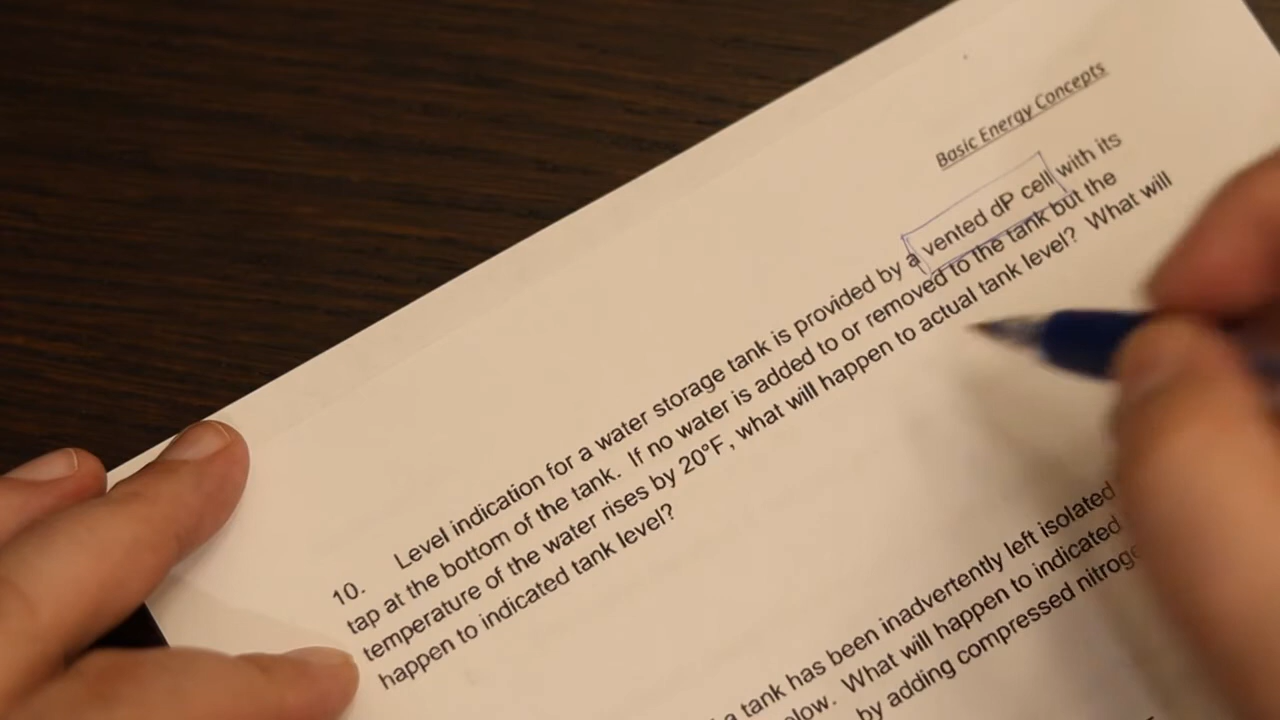 Basic Energy Concepts
10. Level indication for a water storage tank is provided by a vented dP cell with its
tap at the bottom of the tank. If no water is added to or removed to the tank but the
temperature of the water rises by 20°F, what will happen to actual tank level? What will
happen to indicated tank level?
a tank has been inadvertently left isolated
What will happen to indicated
by adding compressed